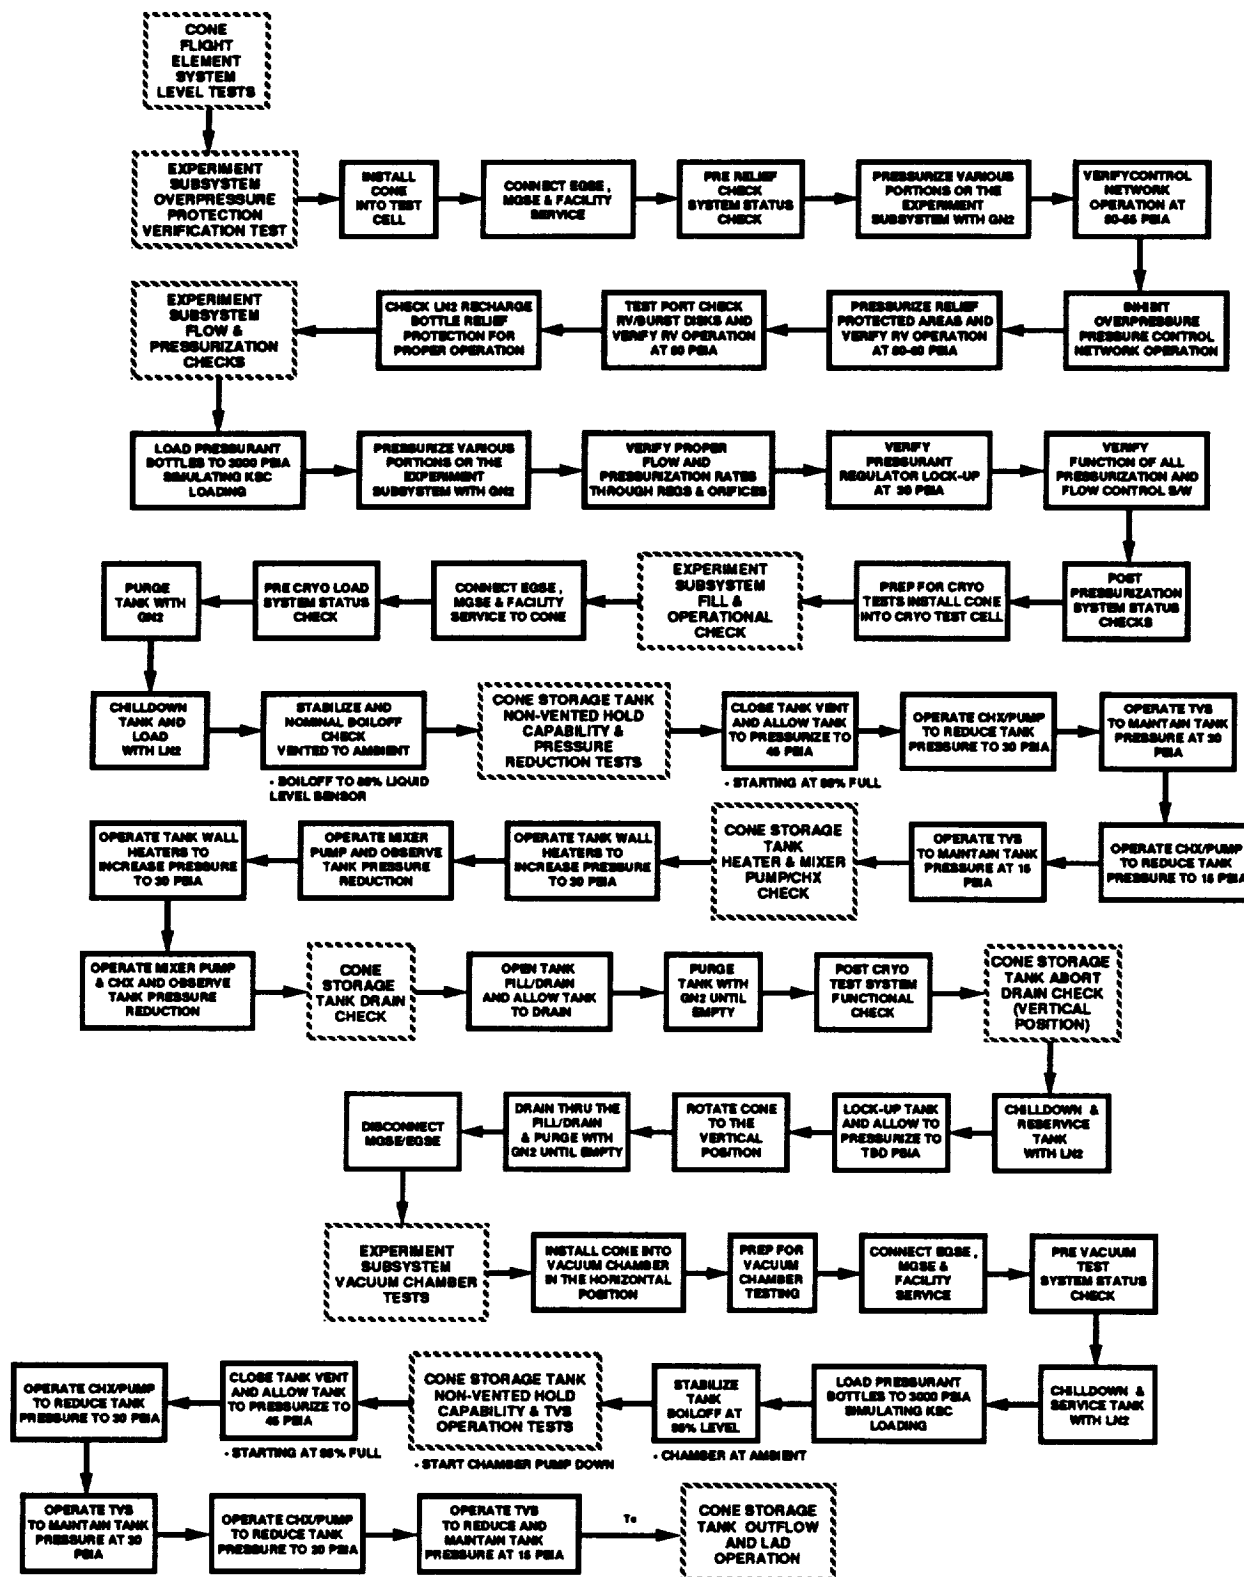 CONE
FLIGHT
ELEMENT
SYSTEM
LEVEL TESTS
EXPERIMENT
SUBSYSTEM
OVERPRESSURE
PROTECTION
VERIFICATION TEST
INSTALL
CONE
INTO TEST
CELL
CONNECT EGSE,
MGSE & FACILITY
SERVICE
PRE RELIEF
CHECK
SYSTEM STATUS
CHECK
PRESSURIZE VARIOUS
PORTIONS OR THE
EXPERIMENT
SUBSYSTEM WITH GN2
VERIFYCONTROL
NETWORK
OPERATION AT
PSIA
INHIBIT
OVERPRESSURE
PRESSURE CONTROL
NETWORK OPERATION
PRESSURIZE RELIEF
PROTECTED AREAS AND
VERIFY RV OPERATION
AT PSIA
TEST PORT CHECK
RV/BURST DISKS AND
VERIFY RV OPERATION
AT PSIA
CHECK LN2 RECHARGE
BOTTLE RELIEF
PROTECTION FOR
PROPER OPERATION
EXPERIMENT
SUBSYSTEM
FLOW &
PRESSURIZATION
CHECKS
LOAD PRESSURANT
BOTTLES TO 3000 PSIA
SIMULATING KSC
LOADING
PRESSURIZE VARIOUS
PORTIONS OR THE
EXPERIMENT
SUBSYSTEM WITH GN2
VERIFY PROPER
FLOW AND
PRESSURIZATION RATES
THROUGH REGS & ORIFICES
VERIFY
PRESSURANT
REGULATOR LOCK-UP
AT 30 PSIA
VERIFY
FUNCTION OF ALL
PRESSURIZATION AND
FLOW CONTROL S/W
POST
PRESSURIZATION
SYSTEM STATUS
CHECKS
PREP FOR CRYO
TESTS INSTALL CONE
INTO CRYO TEST CELL
EXPERIMENT
SUBSYSTEM
FILL &
OPERATIONAL
CHECK
CONNECT EGSE,
MGSE & FACILITY
SERVICE TO CONE
PRE CRYO LOAD
SYSTEM STATUS
CHECK
PURGE
TANK WITH
GN2
CHILLDOWN
TANK AND
LOAD
WITH LN2
STABILIZE AND
NOMINAL BOILOFF
CHECK
VENTED TO AMBIENT
- BOILOFF TO LIQUID
LEVEL SENSOR
CONE STORAGE TANK
NON-VENTED HOLD
CAPABILITY &
PRESSURE
REDUCTION TESTS
CLOSE TANK VENT
AND ALLOW TANK
TO PRESSURIZE TO
45 PSIA
- STARTING AT FULL
OPERATE CHX/PUMP
TO REDUCE TANK
PRESSURE TO 30 PSIA
OPERATE TVS
TO MAINTAIN TANK
PRESSURE AT 30
PSIA
OPERATE CHX/PUMP
TO REDUCE TANK
PRESSURE TO 15 PSIA
OPERATE TVS
TO MAINTAIN TANK
PRESSURE AT 15
PSIA
CONE STORAGE
TANK
HEATER & MIXER
PUMP/CHX
CHECK
OPERATE TANK WALL
HEATERS TO
INCREASE PRESSURE
TO 30 PSIA
OPERATE MIXER
PUMP AND OBSERVE
TANK PRESSURE
REDUCTION
OPERATE TANK WALL
HEATERS TO
INCREASE PRESSURE
TO 30 PSIA
OPERATE MIXER PUMP
& CHX AND OBSERVE
TANK PRESSURE
REDUCTION
CONE
STORAGE
TANK DRAIN
CHECK
OPEN TANK
FILL/DRAIN
AND ALLOW TANK
TO DRAIN
PURGE
TANK WITH
GN2 UNTIL
EMPTY
POST CRYO
TEST SYSTEM
FUNCTIONAL
CHECK
CONE STORAGE
TANK ABORT
DRAIN CHECK
(VERTICAL
POSITION)
CHILLDOWN &
RESERVICE
TANK
WITH LN2
LOCK-UP TANK
AND ALLOW TO
PRESSURIZE TO
TBD PSIA
ROTATE CONE
TO THE
VERTICAL
POSITION
DRAIN THRU THE
FILL/DRAIN
& PURGE WITH
GN2 UNTIL EMPTY
DISCONNECT
MGSE/EGSE
EXPERIMENT
SUBSYSTEM
VACUUM CHAMBER
TESTS
INSTALL CONE INTO
VACUUM CHAMBER
IN THE HORIZONTAL
POSITION
PREP FOR
VACUUM
CHAMBER
TESTING
CONNECT EGSE,
MGSE &
FACILITY
SERVICE
PRE VACUUM
TEST
SYSTEM STATUS
CHECK
CHILLDOWN &
SERVICE TANK
WITH LN2
LOAD PRESSURANT
BOTTLES TO 3000 PSIA
SIMULATING KSC
LOADING
STABILIZE
TANK
BOILOFF AT
LEVEL
- CHAMBER AT AMBIENT
CONE STORAGE TANK
NON-VENTED HOLD
CAPABILITY & TVS
OPERATION TESTS
- START CHAMBER PUMP DOWN
CLOSE TANK VENT
AND ALLOW TANK
TO PRESSURIZE TO
45 PSIA
- STARTING AT FULL
OPERATE CHX/PUMP
TO REDUCE TANK
PRESSURE TO 30 PSIA
OPERATE TVS
TO MAINTAIN TANK
PRESSURE AT 30
PSIA
OPERATE CHX/PUMP
TO REDUCE TANK
PRESSURE TO 30 PSIA
OPERATE TVS
TO REDUCE AND
MAINTAIN TANK
PRESSURE AT 15 PSIA
To
CONE STORAGE
TANK OUTFLOW
AND LAD
OPERATION